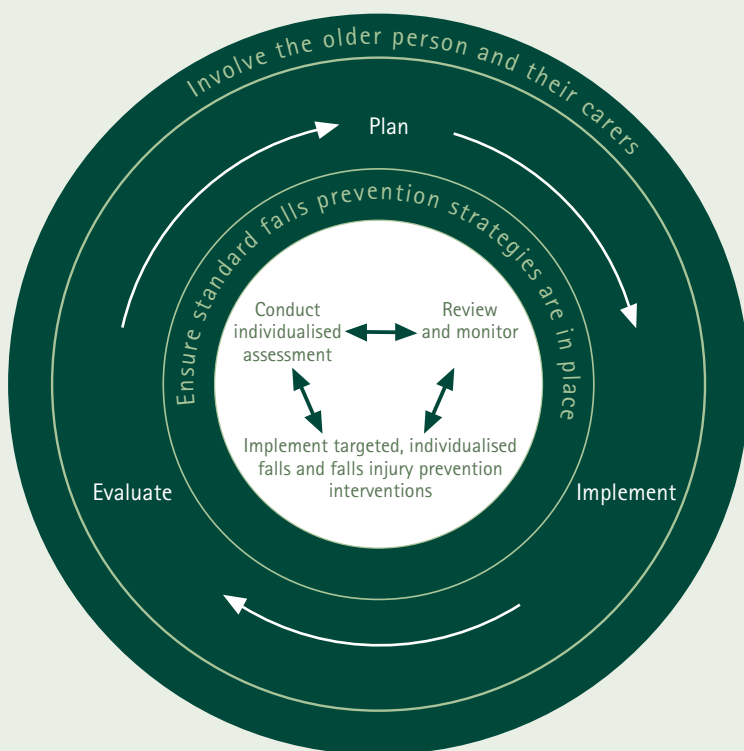 Involve the older person and their carers
Plan
Ensure standard falls prevention strategies are in place
Conduct
individualised
assessment
Review
and monitor
Implement targeted, individualised
falls and falls injury prevention
interventions
Evaluate
Implement